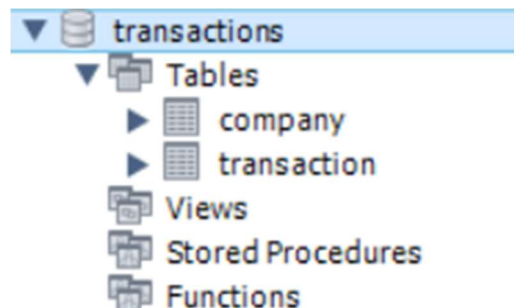 transactions
Tables
company
transaction
Views
Stored Procedures
Functions